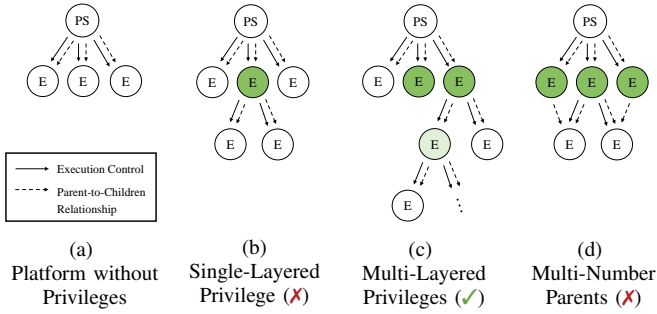 PS
E E E
PS
E E E
E E
PS
E E E
E E
E
PS
E E E
E E
Execution Control
Parent-to-Children
Relationship
(a)
Platform without
Privileges
(b)
Single-Layered
Privilege (✗)
(c)
Multi-Layered
Privileges (✓)
(d)
Multi-Number
Parents (✗)